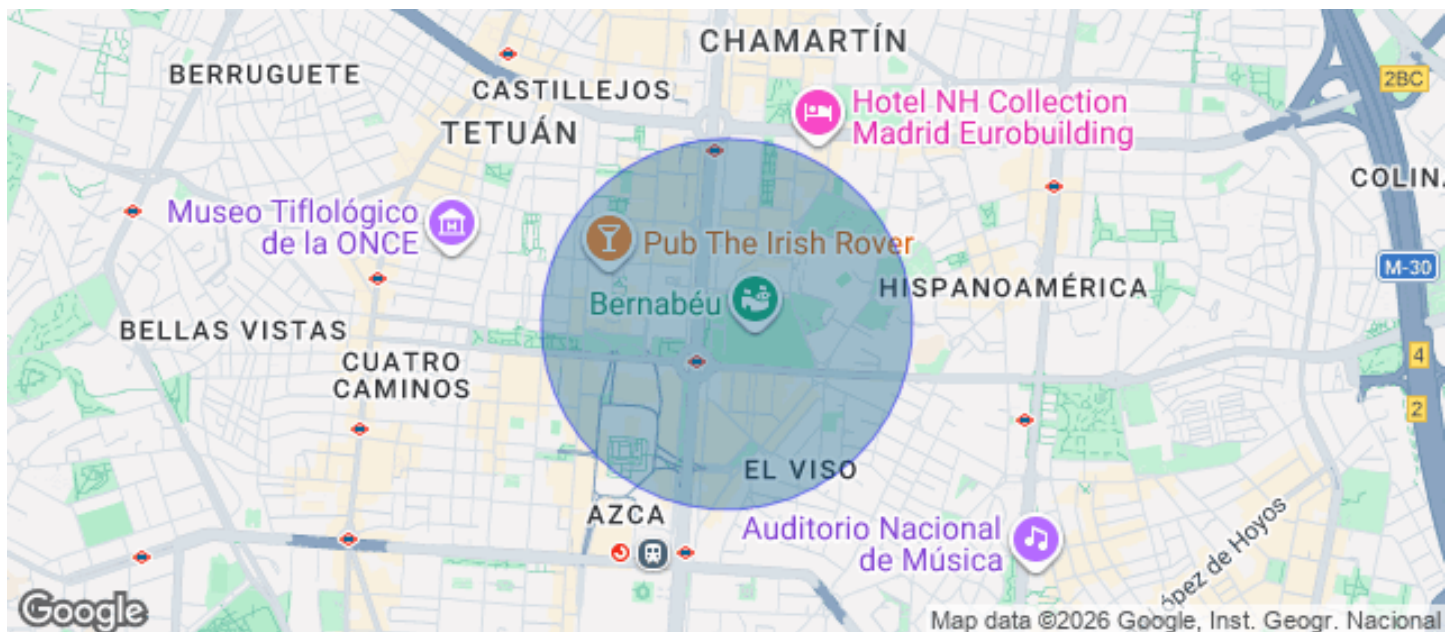 CHAMARTÍN
BERRUGUETE
CASTILLEJOS
2BC
Hotel NH Collection
Madrid Eurobuilding
TETUÁN
COLINA
Museo Tiflológico
de la ONCE
Pub The Irish Rover
M-30
HISPANOAMÉRICA
Bernabéu
BELLAS VISTAS
CUATRO
CAMINOS
4
2
EL VISO
AZCA
Auditorio Nacional
de Música
López de Hoyos
Google
Map data ©2026 Google, Inst. Geogr. Nacional